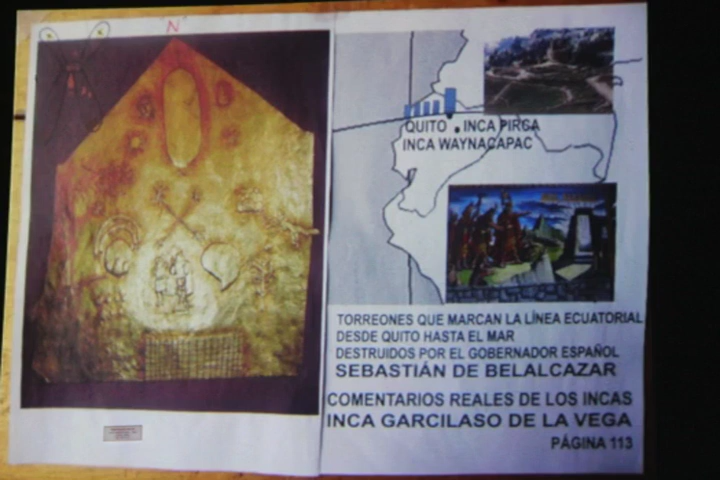 N
QUITO . INCA PIRCA
INCA WAYNACAPAC
TORREONES QUE MARCAN LA LÍNEA ECUATORIAL
DESDE QUITO HASTA EL MAR
DESTRUIDOS POR EL GOBERNADOR ESPAÑOL
SEBASTIÁN DE BELALCAZAR
COMENTARIOS REALES DE LOS INCAS
INCA GARCILASO DE LA VEGA
PÁGINA 113